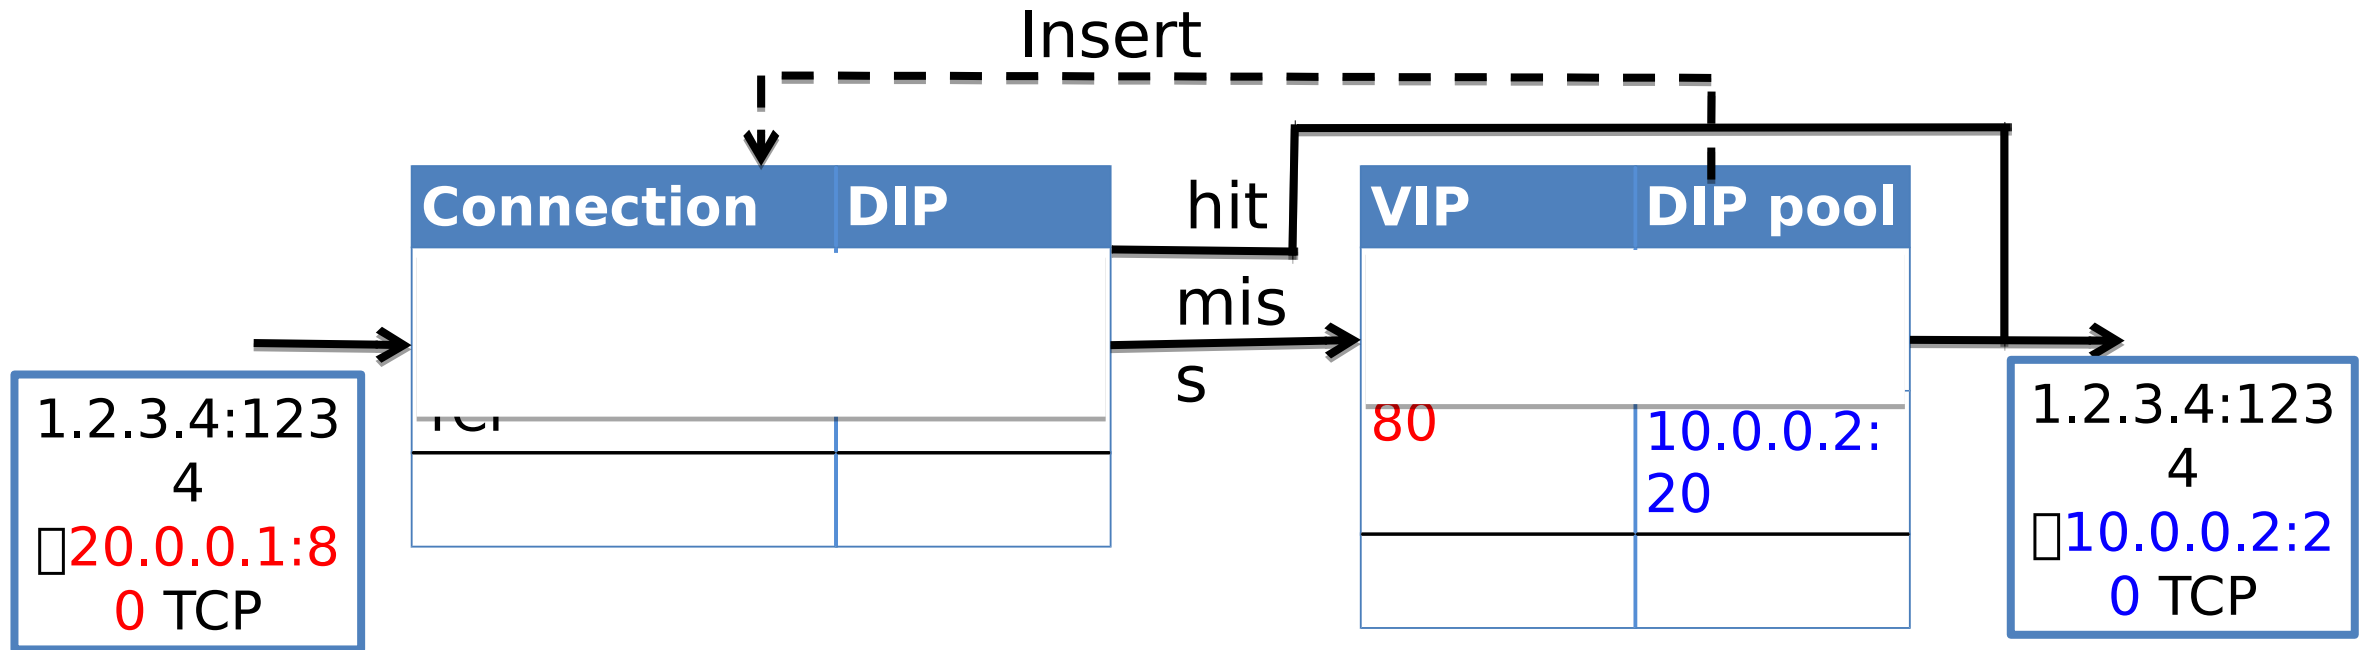 Insert
Connection
DIP
hit
VIP
DIP pool
mis
s
1.2.3.4:123
4
20.0.0.1:8
0 TCP
80
10.0.0.2:
20
1.2.3.4:123
4
10.0.0.2:2
0 TCP